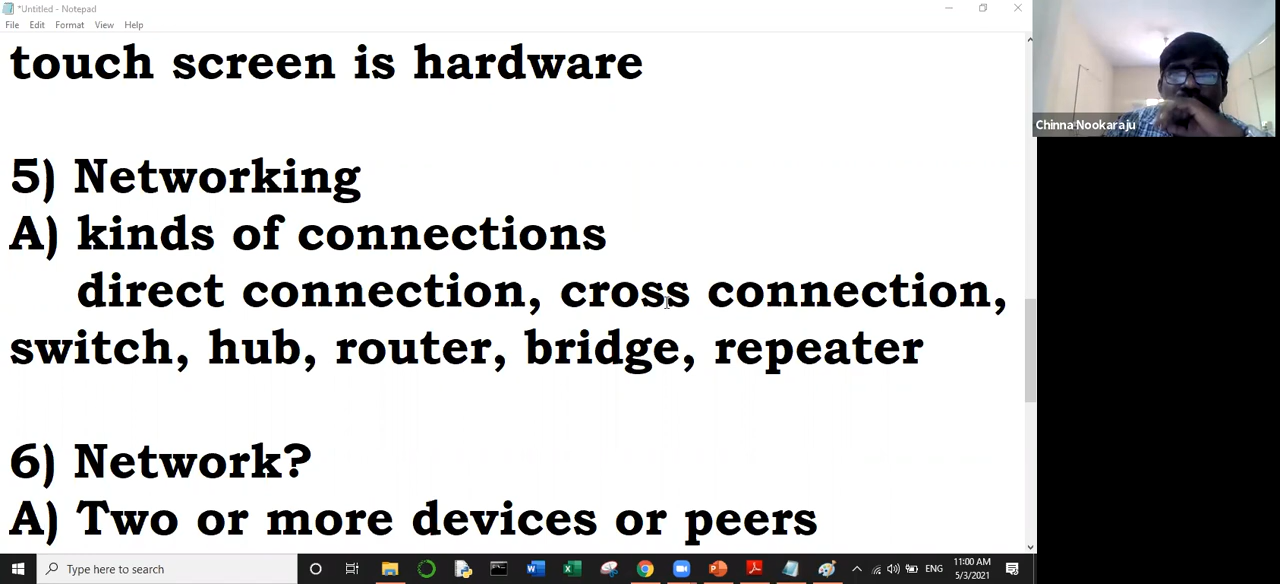 *Untitled - Notepad
File Edit Format View Help
touch screen is hardware
5) Networking
A) kinds of connections
direct connection, cross connection,
switch, hub, router, bridge, repeater
6) Network?
A) Two or more devices or peers
Chinna Nookaraju
Type here to search
ENG
11:00 AM
5/3/2021